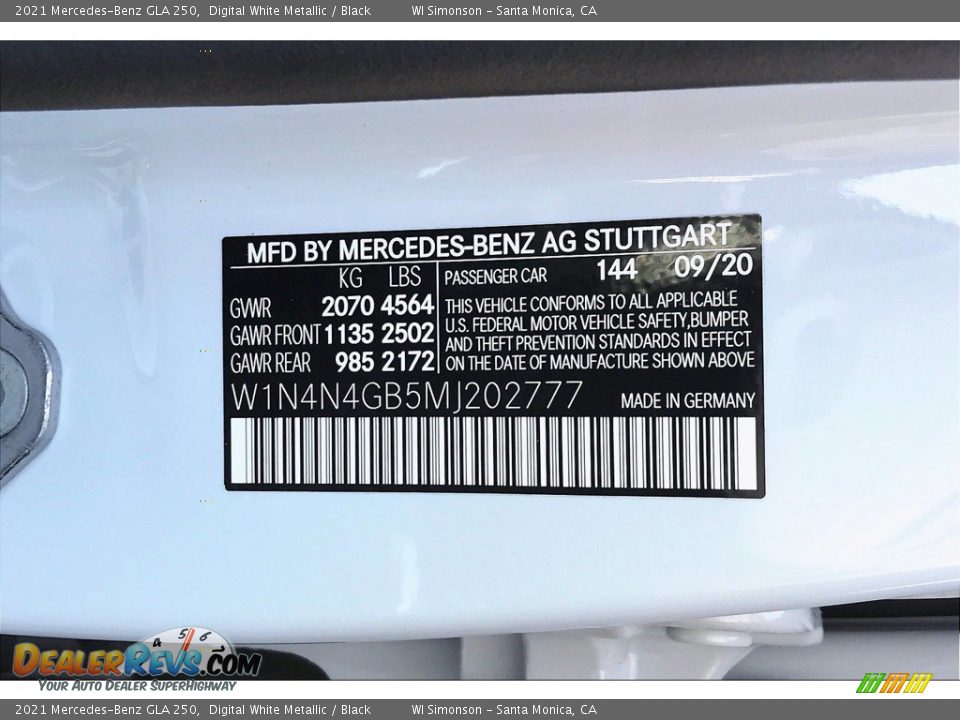 2021 Mercedes-Benz GLA 250, Digital White Metallic / Black WI Simonson - Santa Monica, CA
MFD BY MERCEDES-BENZ AG STUTTGART
KG LBS
GWWR 2070 4564
GAWR FRONT 1135 2502
GAWR REAR 985 2172
PASSENGER CAR 144 09/20
THIS VEHICLE CONFORMS TO ALL APPLICABLE
U.S. FEDERAL MOTOR VEHICLE SAFETY,BUMPER
AND THEFT PREVENTION STANDARDS IN EFFECT
ON THE DATE OF MANUFACTURE SHOWN ABOVE
W1N4N4GB5MJ202777 MADE IN GERMANY
4 5 6
DEALERREVS.COM
YOUR AUTO DEALER SUPERHIGHWAY
2021 Mercedes-Benz GLA 250, Digital White Metallic / Black WI Simonson - Santa Monica, CA